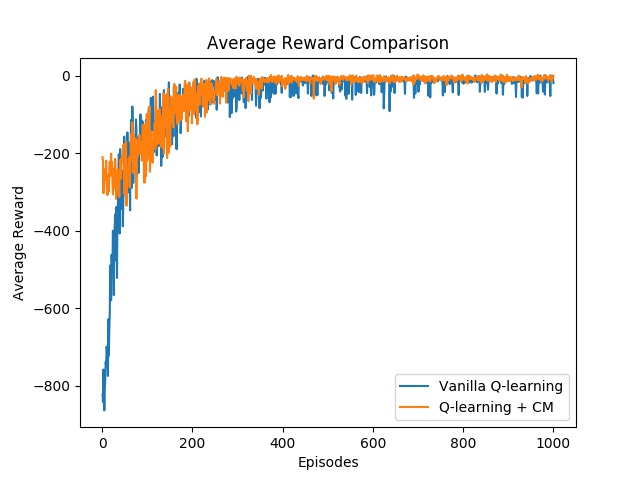 Average Reward Comparison
Average Reward
0
−200
−400
−600
−800
0 200 400 600 800 1000
Episodes
Vanilla Q-learning
Q-learning + CM